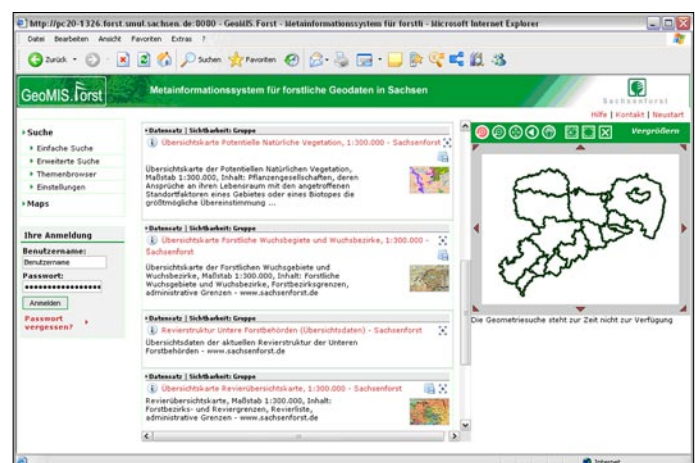 http://pc20-1326.forst.smul.sachsen.de:8080 - GeoMIS.Forst - Metainformationssystem für forstli - Microsoft Internet Explorer
Datei Bearbeiten Ansicht Favoriten Extras ?
Zurück Suchen Favoriten
GeoMIS.Forst Metainformationssystem für forstliche Geodaten in Sachsen
Sachsenforst
Hilfe | Kontakt | Neustart
Suche
Einfache Suche
Erweiterte Suche
Themenbrowser
Einstellungen
Maps
Ihre Anmeldung
Benutzername:
Benutzername
Passwort:
Anmelden
Passwort
vergessen?
Datensatz | Sichtbarkeit: Gruppe
Übersichtskarte Potentielle Natürliche Vegetation, 1:300.000 - Sachsenforst
Übersichtskarte der Potentiellen Natürlichen Vegetation,
Maßstab 1:300.000, Inhalt: Pflanzengesellschaften, deren
Ansprüche an ihren Lebensraum mit den angetroffenen
Standortfaktoren eines Gebietes oder eines Biotopes die
größtmögliche Übereinstimmung ...
Datensatz | Sichtbarkeit: Gruppe
Übersichtskarte Forstliche Wuchsbegiete und Wuchsbezirke, 1:300.000 -
Sachsenforst
Übersichtskarte der Forstlichen Wuchsgebiete und
Wuchsbezirke, Maßstab 1:300.000, Inhalt: Forstliche
Wuchsgebiete und Wuchsbezirke, Forstbezirksgrenzen,
administrative Grenzen - www.sachsenforst.de
Datensatz | Sichtbarkeit: Gruppe
Revierstruktur Untere Forstbehörden (Übersichtsdaten) - Sachsenforst
Übersichtsdaten der aktuellen Revierstruktur der Unteren
Forstbehörden - www.sachsenforst.de
Datensatz | Sichtbarkeit: Gruppe
Übersichtskarte Revierübersichtskarte, 1:300.000 - Sachsenforst
Revierübersichtskarte, Maßstab 1:300.000, Inhalt:
Forstbezirks- und Reviergrenzen, Revierliste,
administrative Grenzen - www.sachsenforst.de
Vergrößern
Die Geometriesuche steht zur Zeit nicht zur Verfügung
Internet